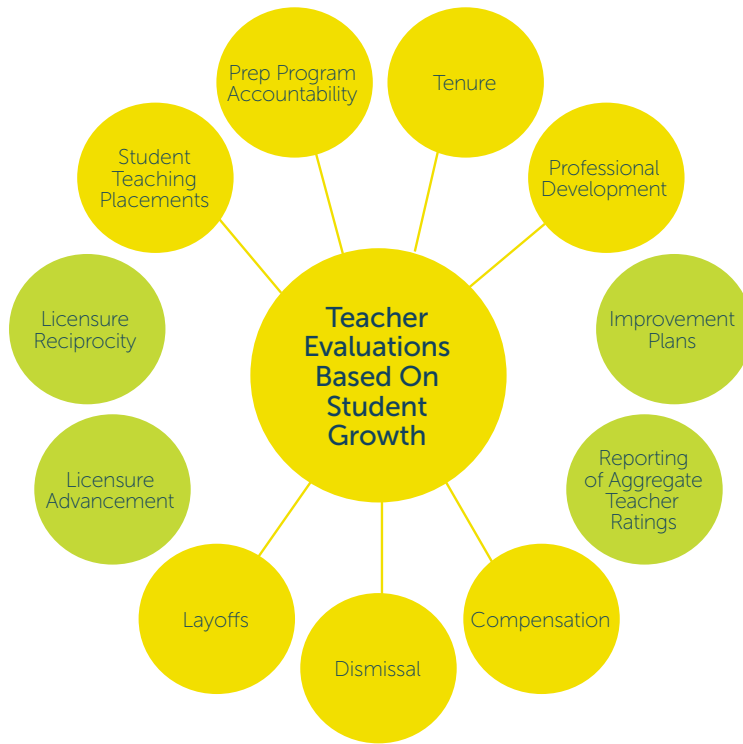 Prep Program
Accountability
Tenure
Student
Teaching
Placements
Professional
Development
Licensure
Reciprocity
Teacher
Evaluations
Based On
Student
Growth
Improvement
Plans
Licensure
Advancement
Reporting
of Aggregate
Teacher
Ratings
Layoffs
Dismissal
Compensation